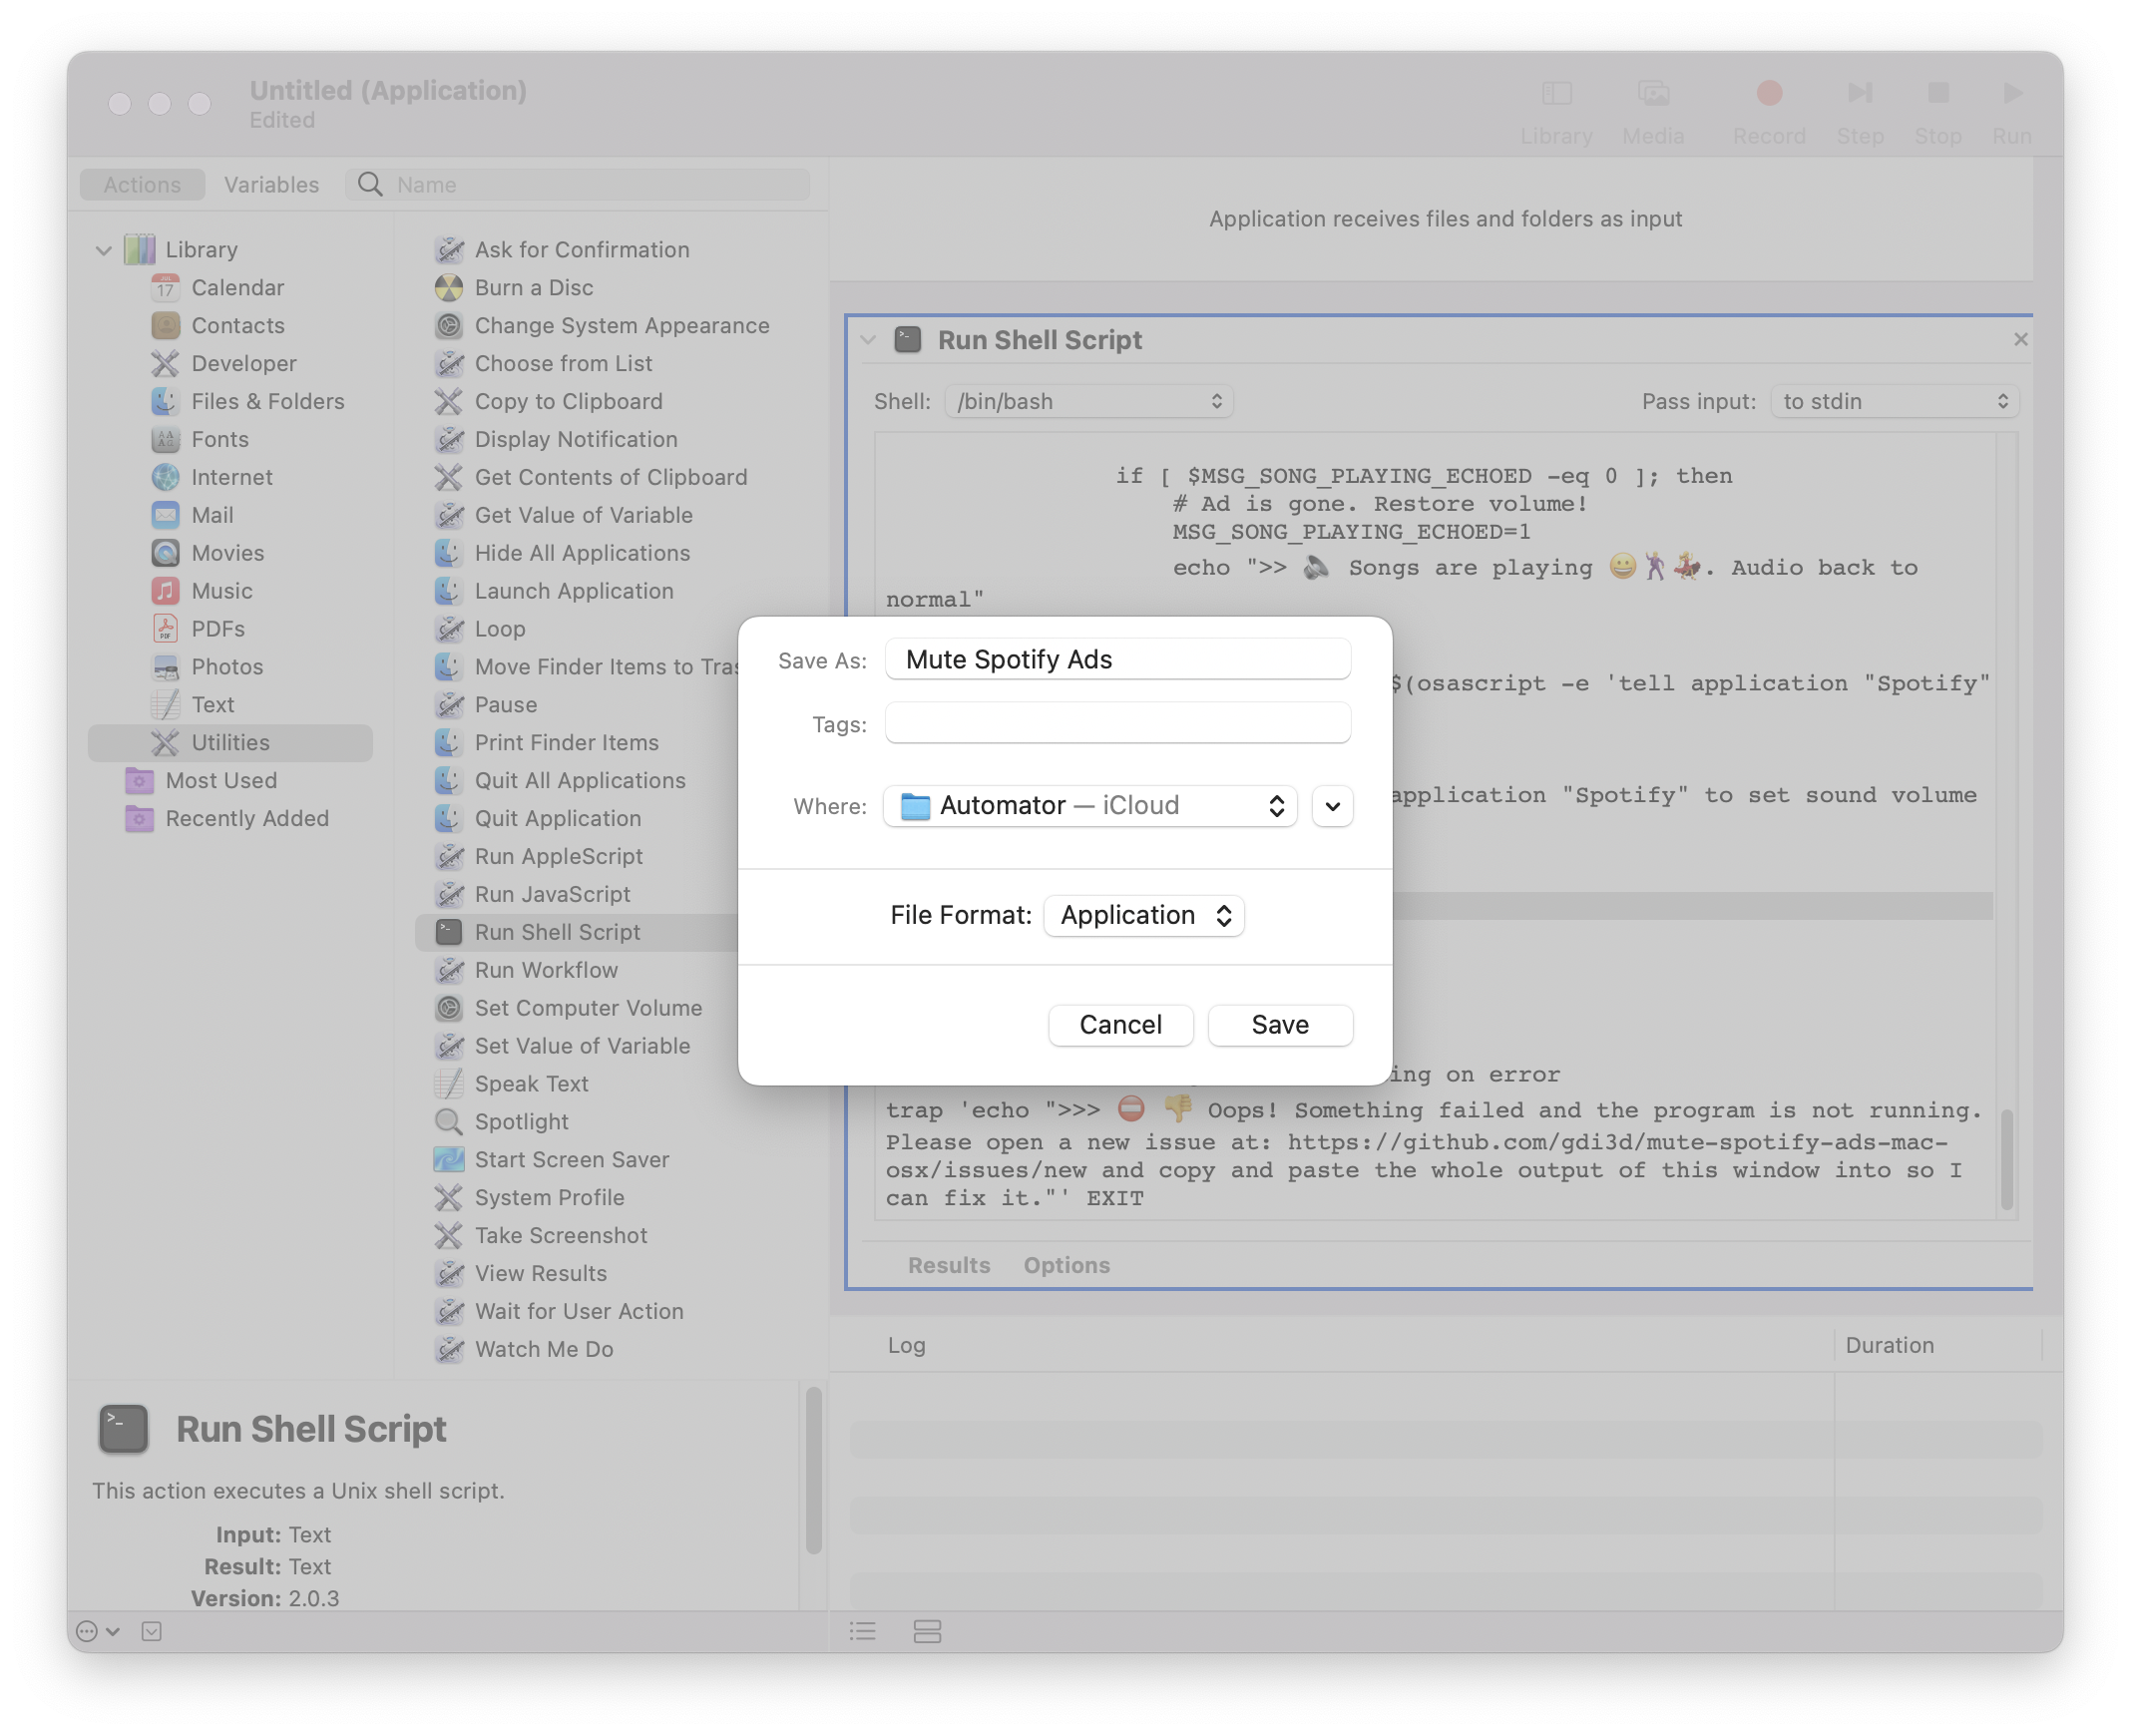 Untitled (Application)
Edited
Library
Media
Record
Step
Stop
Run
Actions
Variables
Name
Library
Calendar
Contacts
Developer
Files & Folders
Fonts
Internet
Mail
Movies
Music
PDFs
Photos
Text
Utilities
Most Used
Recently Added
Ask for Confirmation
Burn a Disc
Change System Appearance
Choose from List
Copy to Clipboard
Display Notification
Get Contents of Clipboard
Get Value of Variable
Hide All Applications
Launch Application
Loop
Move Finder Items to Tras
Pause
Print Finder Items
Quit All Applications
Quit Application
Run AppleScript
Run JavaScript
Run Shell Script
Run Workflow
Set Computer Volume
Set Value of Variable
Speak Text
Spotlight
Start Screen Saver
System Profile
Take Screenshot
View Results
Wait for User Action
Watch Me Do
Run Shell Script
This action executes a Unix shell script.
Input: Text
Result: Text
Version: 2.0.3
Application receives files and folders as input
Run Shell Script
Shell: /bin/bash
Pass input: to stdin
if [ $MSG_SONG_PLAYING_ECHOED -eq 0 ]; then
# Ad is gone. Restore volume!
MSG_SONG_PLAYING_ECHOED=1
echo ">> 🔊 Songs are playing 😀🕺💃. Audio back to
normal"
$(osascript -e 'tell application "Spotify"
application "Spotify" to set sound volume
ing on error
trap 'echo ">>> ⛔ 👎 Oops! Something failed and the program is not running.
Please open a new issue at: https://github.com/gdi3d/mute-spotify-ads-mac-
osx/issues/new and copy and paste the whole output of this window into so I
can fix it."' EXIT
Results
Options
Log
Duration
Save As: Mute Spotify Ads
Tags:
Where: Automator — iCloud
File Format: Application
Cancel
Save